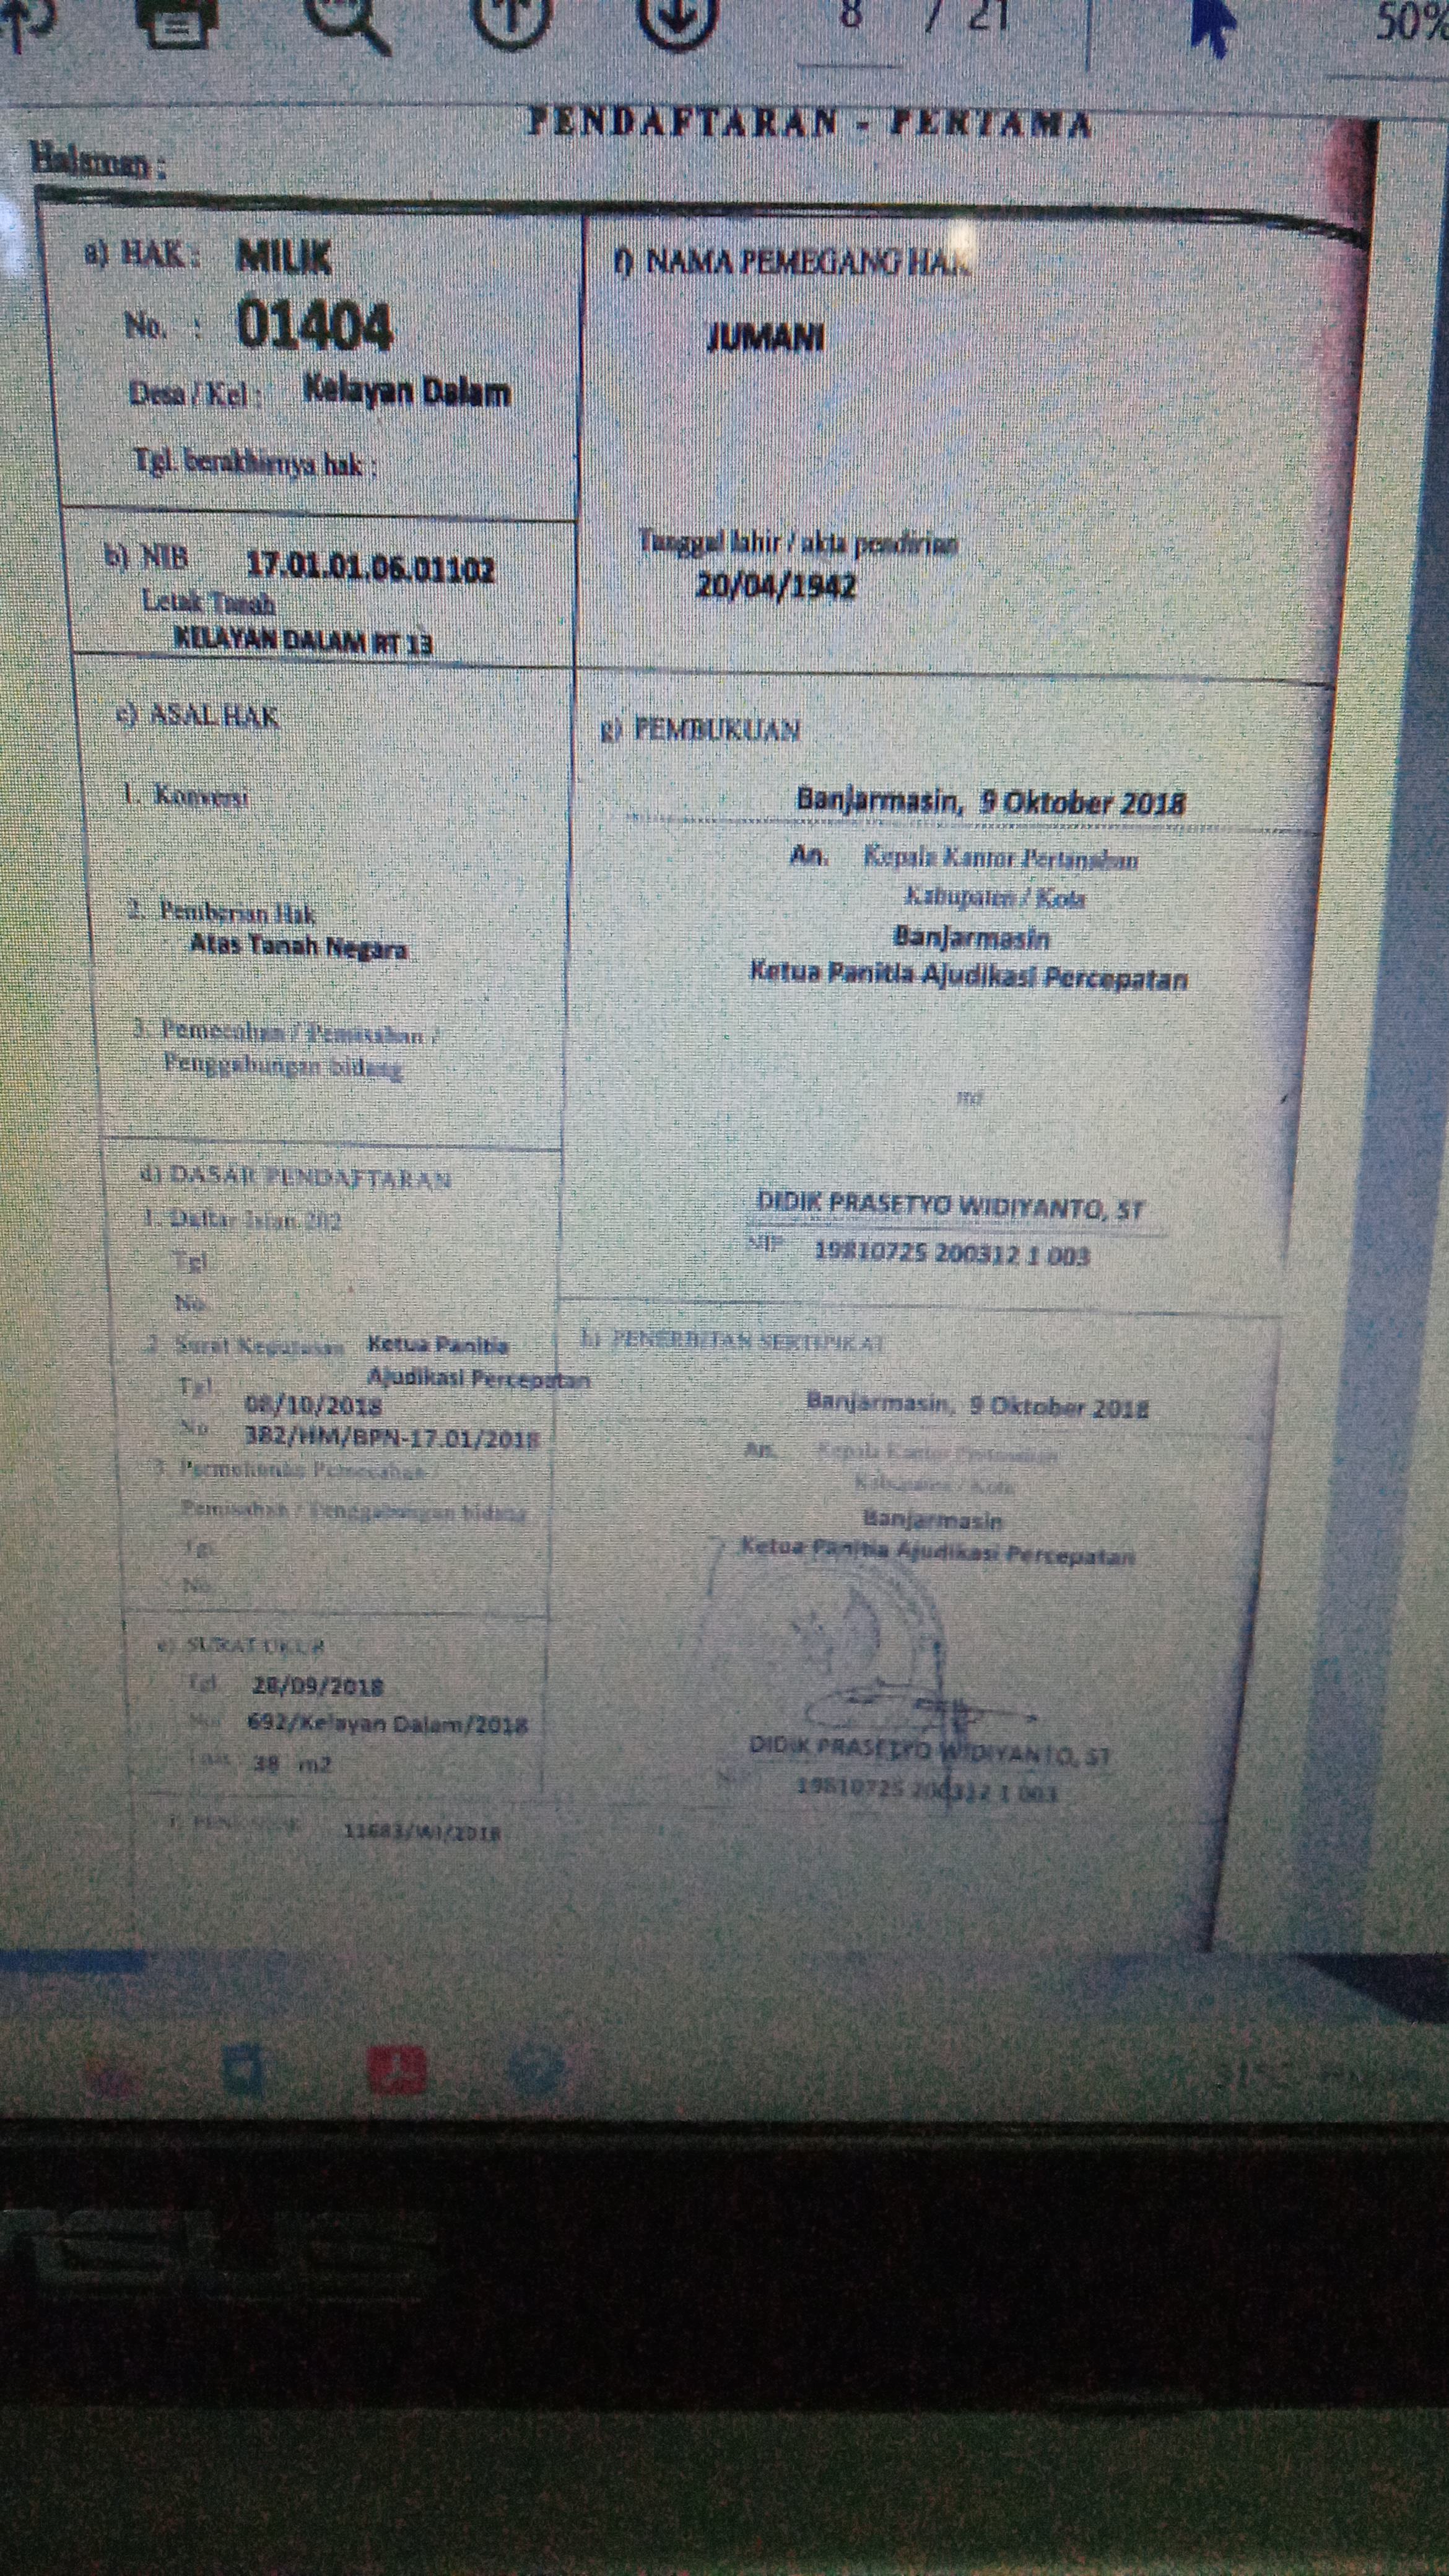 8 / 21
50%
PENDAFTARAN - PERTAMA
Halaman :
a) HAK : MILIK
No. : 01404
Desa / Kel : Kelayan Dalam
Tgl. berakhirnya hak :
b) NIB 17.01.01.06.01102
Letak Tanah
KELAYAN DALAM RT 13
c) ASAL HAK
1. Konversi
2. Pemberian Hak
Atas Tanah Negara
3. Pemecahan / Pemisahan /
Penggabungan bidang
d) DASAR PENDAFTARAN
1. Daftar Isian 202
Tgl
No
2. Surat Keputusan Ketua Panitia
Ajudikasi Percepatan
Tgl. 08/10/2018
No 382/HM/BPN-17.01/2018
3. Permohonan Pemecahan /
Pemisahan / Penggabungan bidang
Tgl.
No.
e) SURAT UKUR
Tgl. 28/09/2018
692/Kelayan Dalam/2018
38 m2
f) NAMA PEMEGANG HAK
JUMANI
Tanggal lahir / akta pendirian
20/04/1942
g) PEMBUKUAN
Banjarmasin, 9 Oktober 2018
An. Kepala Kantor Pertanahan
Kabupaten / Kota
Banjarmasin
Ketua Panitia Ajudikasi Percepatan
ttd
DIDIK PRASETYO WIDIYANTO, ST
NIP 19810725 200312 1 003
h) PENERBITAN SERTIPIKAT
Banjarmasin, 9 Oktober 2018
An. Kepala Kantor Pertanahan
Kabupaten / Kota
Banjarmasin
Ketua Panitia Ajudikasi Percepatan
DIDIK PRASETYO WIDIYANTO, ST
19810725 200312 1 003
11683/WI/2018